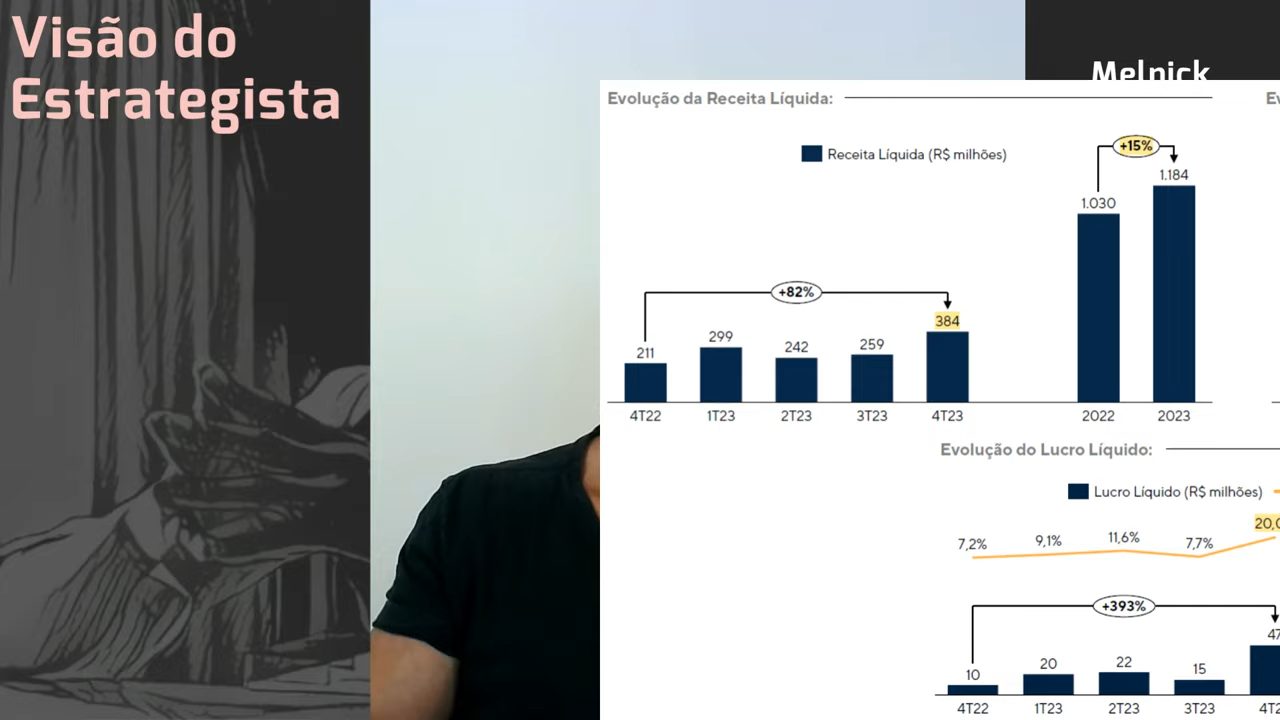 Visão do
Estrategista
Melnick
Evolução da Receita Líquida:
Receita Líquida (R$ milhões)
+15%
1.184
1.030
+82%
384
299
259
242
211
4T22 1T23 2T23 3T23 4T23 2022 2023
Evolução do Lucro Líquido:
Lucro Líquido (R$ milhões)
7,2% 9,1% 11,6% 7,7%
+393%
10 20 22 15 47
4T22 1T23 2T23 3T23